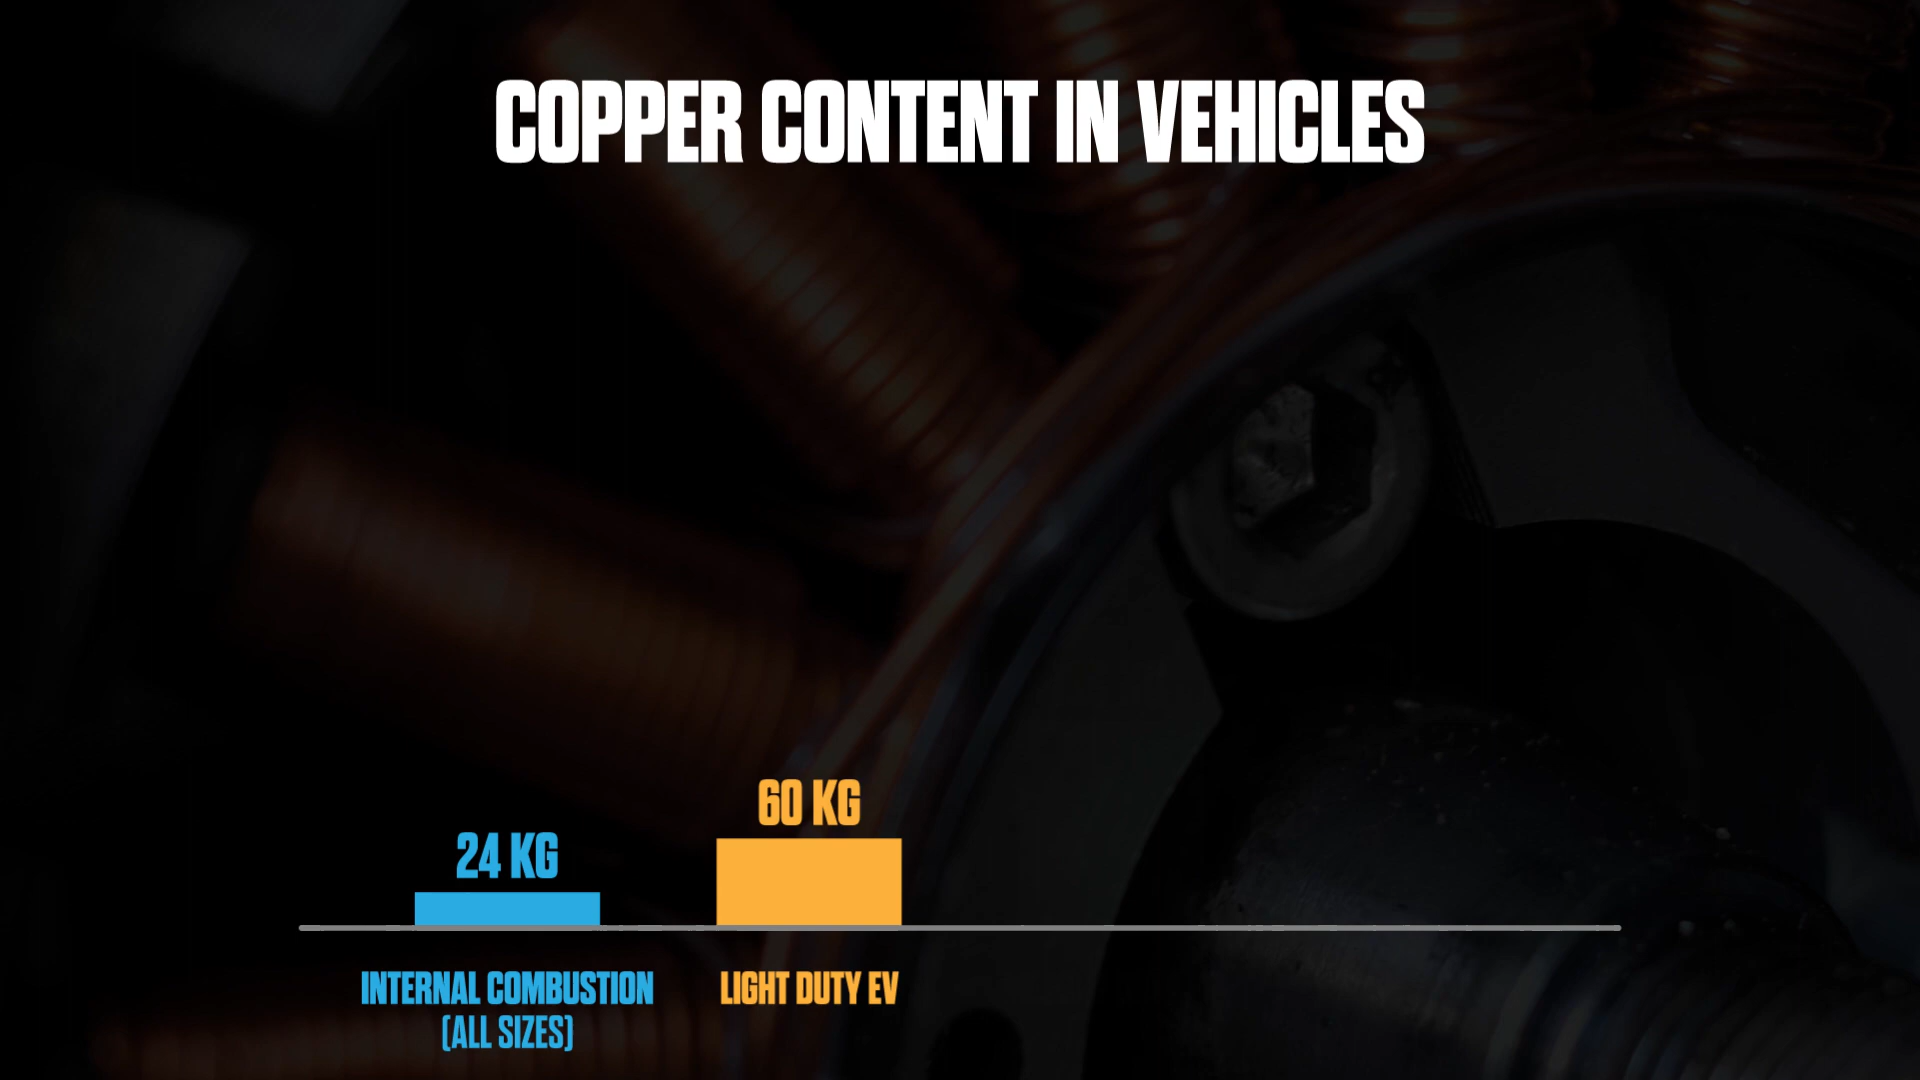 COPPER CONTENT IN VEHICLES
60 KG
24 KG
INTERNAL COMBUSTION
(ALL SIZES)
LIGHT DUTY EV